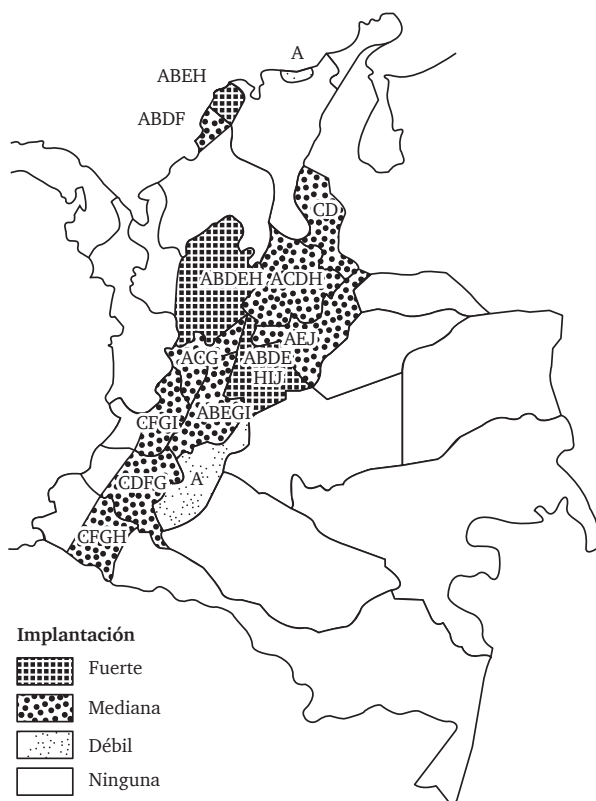 A
ABEH
ABDF
CD
ABDEH
ACDH
AEJ
ACG
ABDE
HIJ
ABEGI
CFGI
CDFG
A
CFGH
Implantación
Fuerte
Mediana
Débil
Ninguna